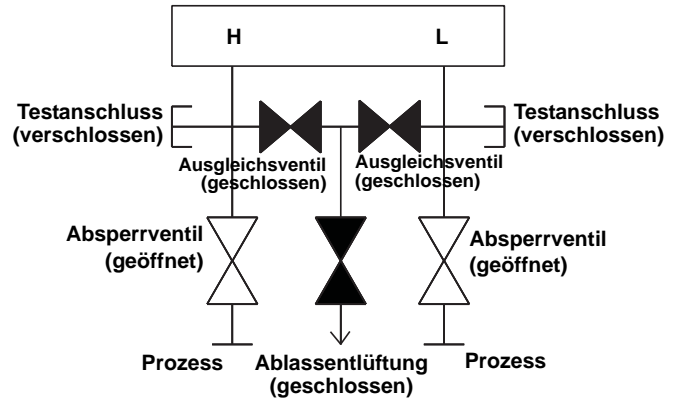 H
L
Testanschluss
(verschlossen)
Testanschluss
(verschlossen)
Ausgleichsventil
(geschlossen)
Ausgleichsventil
(geschlossen)
Absperrventil
(geöffnet)
Absperrventil
(geöffnet)
Prozess
Ablassentlüftung
(geschlossen)
Prozess